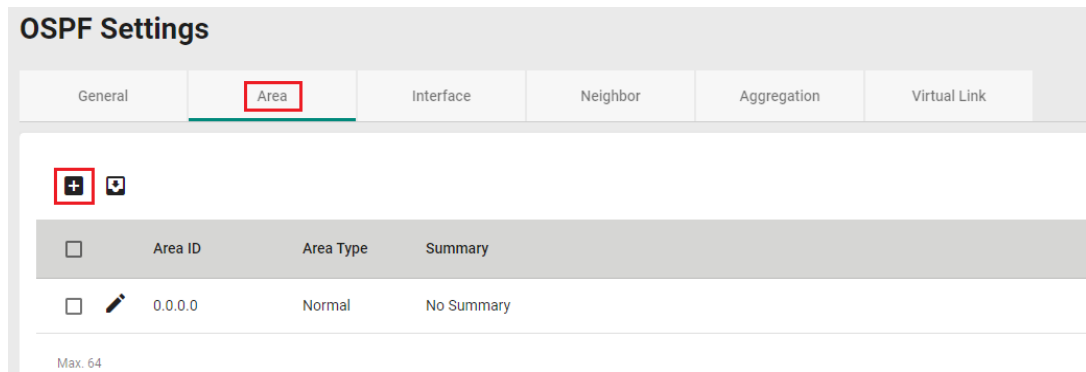 OSPF Settings
General Area Interface Neighbor Aggregation Virtual Link
Area ID Area Type Summary
0.0.0.0 Normal No Summary
Max. 64